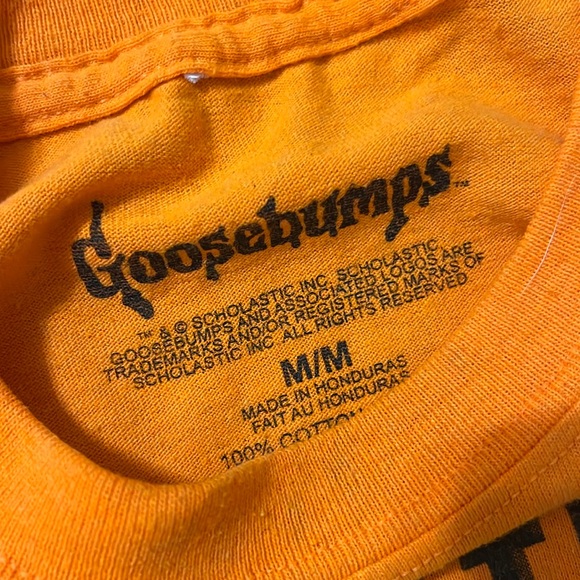 Goosebumps™
™ & © SCHOLASTIC INC. SCHOLASTIC
GOOSEBUMPS AND ASSOCIATED LOGOS ARE
TRADEMARKS AND/OR REGISTERED MARKS OF
SCHOLASTIC INC. ALL RIGHTS RESERVED
M/M
MADE IN HONDURAS
FAIT AU HONDURAS
100% COTTON